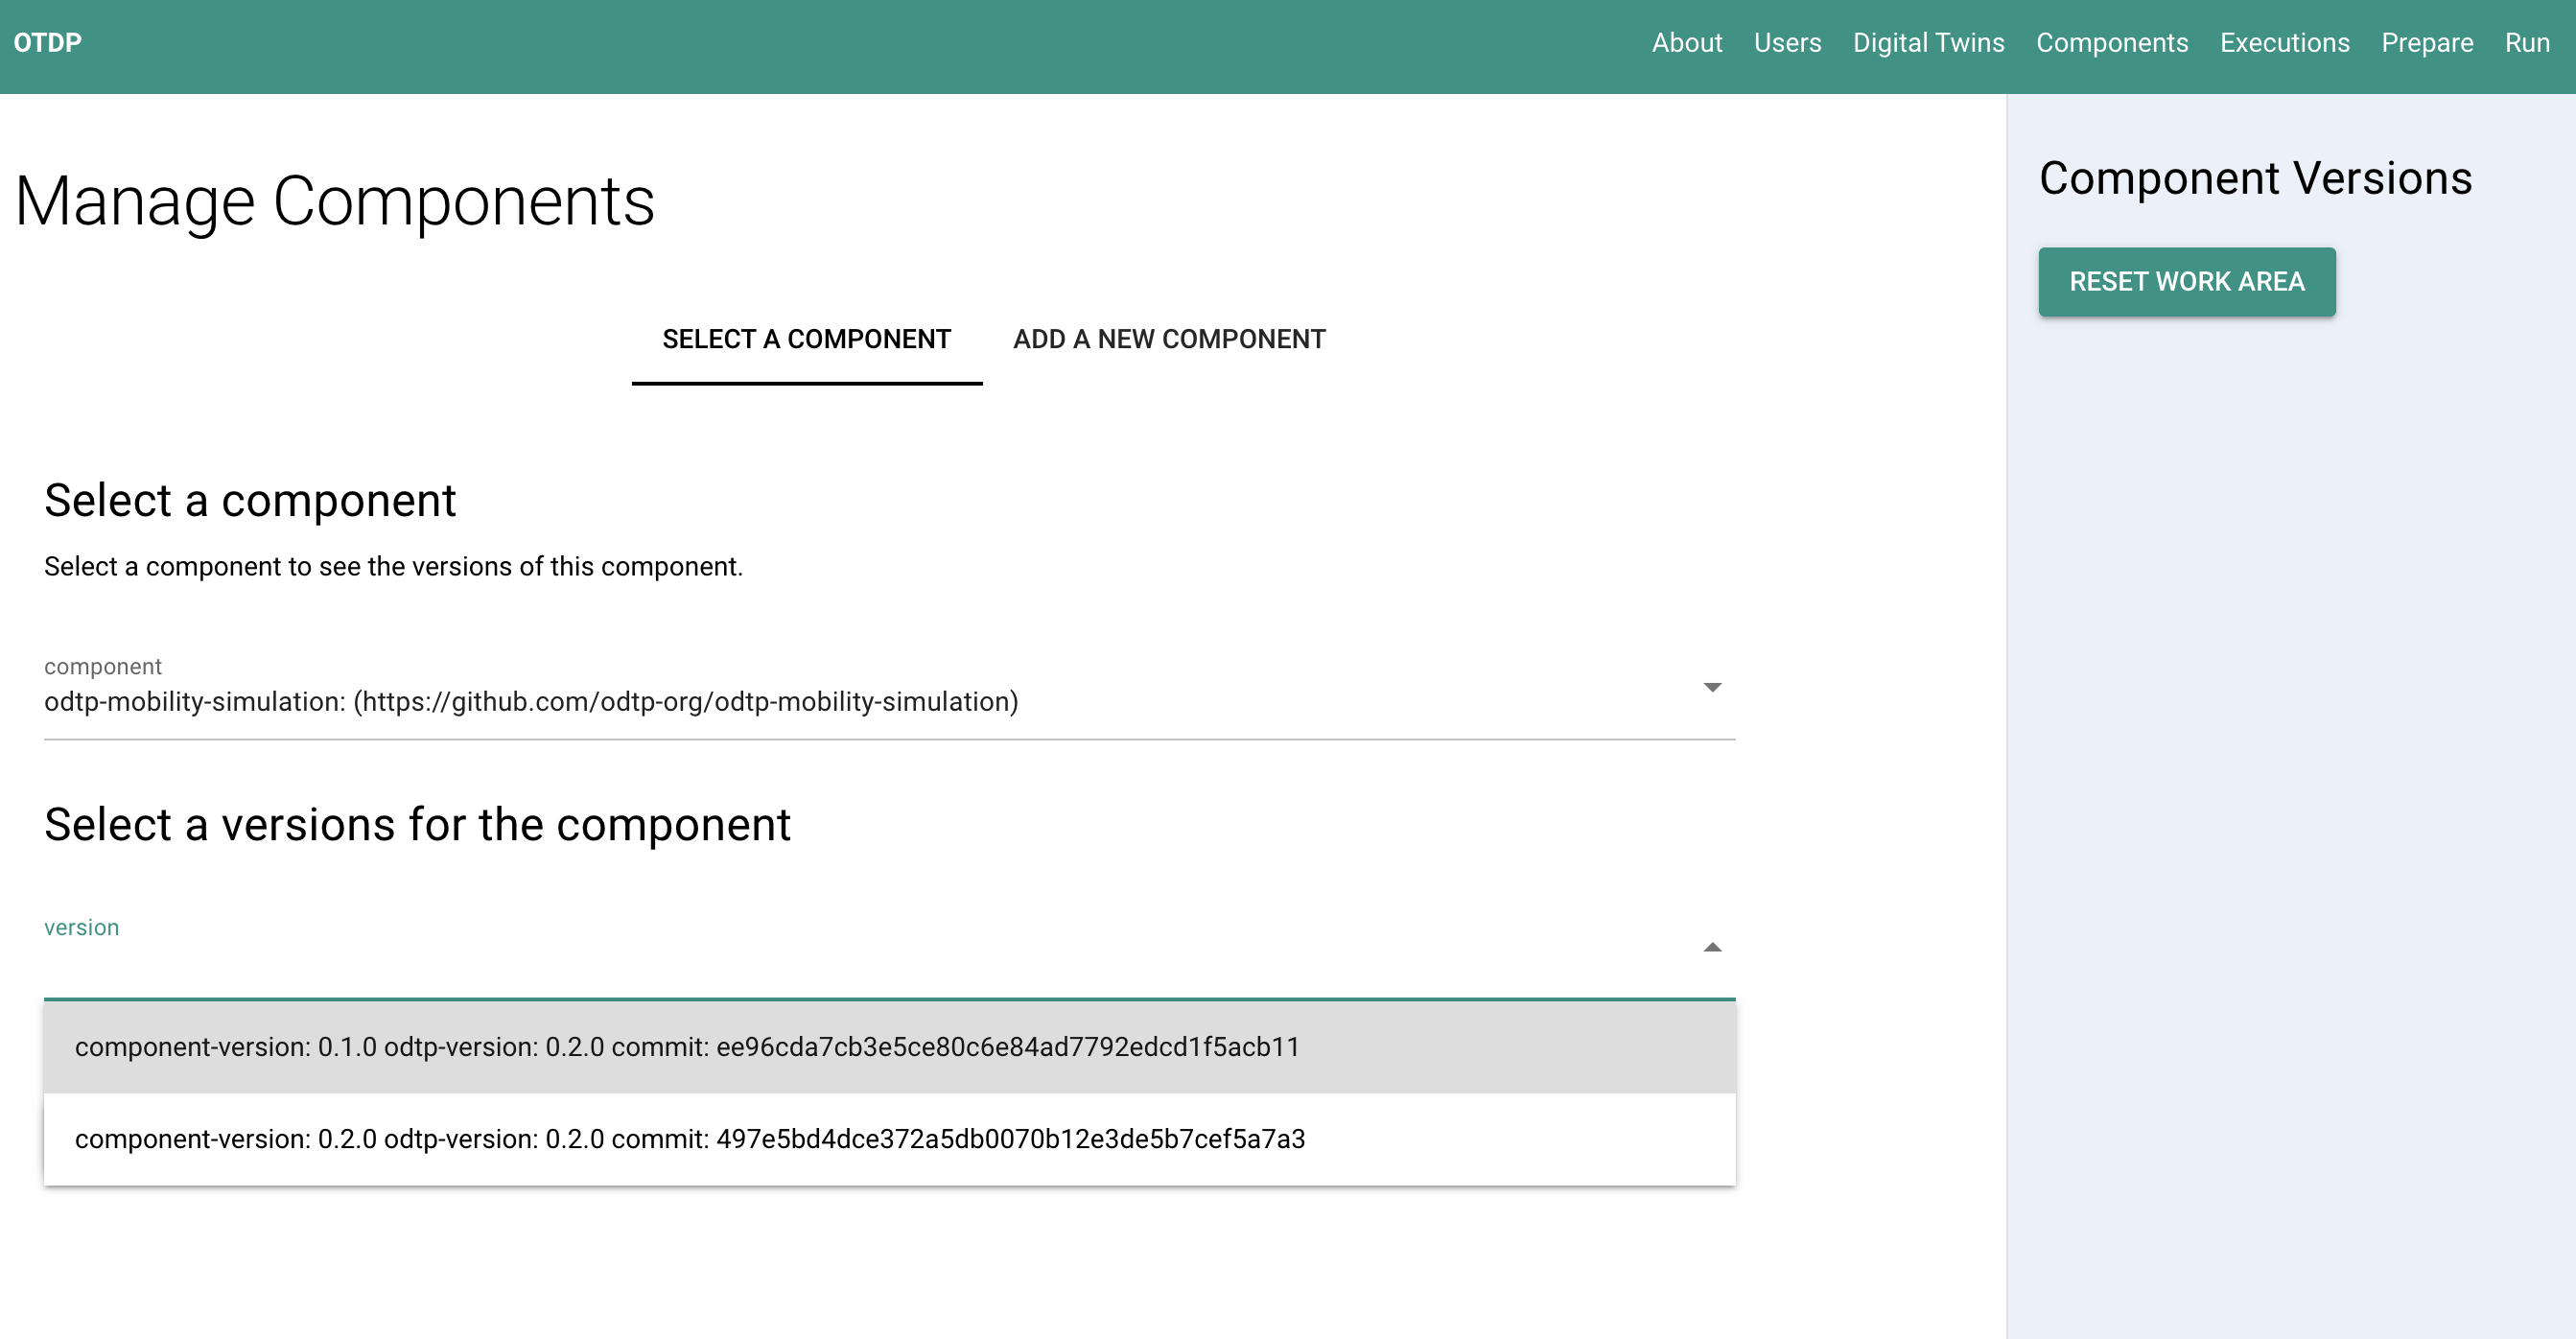 OTDP
About Users Digital Twins Components Executions Prepare Run
Manage Components
SELECT A COMPONENT ADD A NEW COMPONENT
Select a component
Select a component to see the versions of this component.
component
odtp-mobility-simulation: (https://github.com/odtp-org/odtp-mobility-simulation)
Select a versions for the component
version
component-version: 0.1.0 odtp-version: 0.2.0 commit: ee96cda7cb3e5ce80c6e84ad7792edcd1f5acb11
component-version: 0.2.0 odtp-version: 0.2.0 commit: 497e5bd4dce372a5db0070b12e3de5b7cef5a7a3
Component Versions
RESET WORK AREA